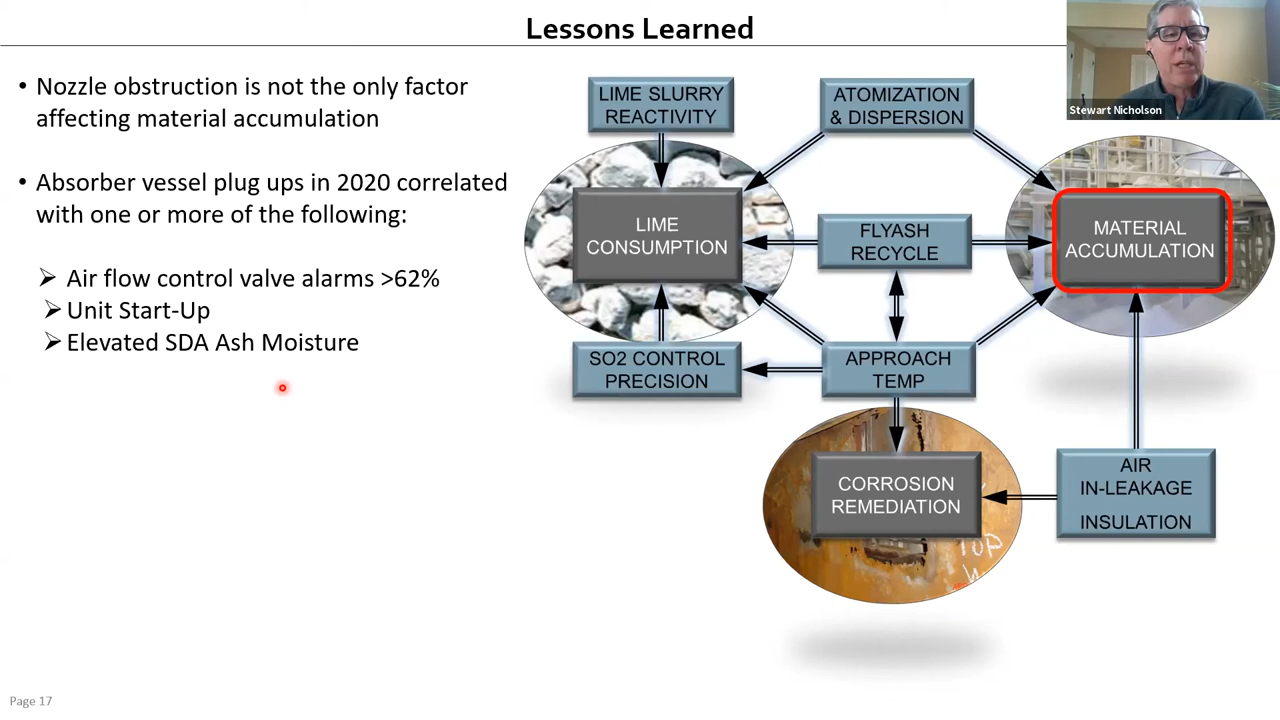 Lessons Learned
Stewart Nicholson
• Nozzle obstruction is not the only factor
affecting material accumulation
• Absorber vessel plug ups in 2020 correlated
with one or more of the following:
➢ Air flow control valve alarms >62%
➢ Unit Start-Up
➢ Elevated SDA Ash Moisture
LIME SLURRY
REACTIVITY
ATOMIZATION
& DISPERSION
LIME
CONSUMPTION
FLYASH
RECYCLE
MATERIAL
ACCUMULATION
SO2 CONTROL
PRECISION
APPROACH
TEMP
CORROSION
REMEDIATION
AIR
IN-LEAKAGE
INSULATION
TOP
Page 17